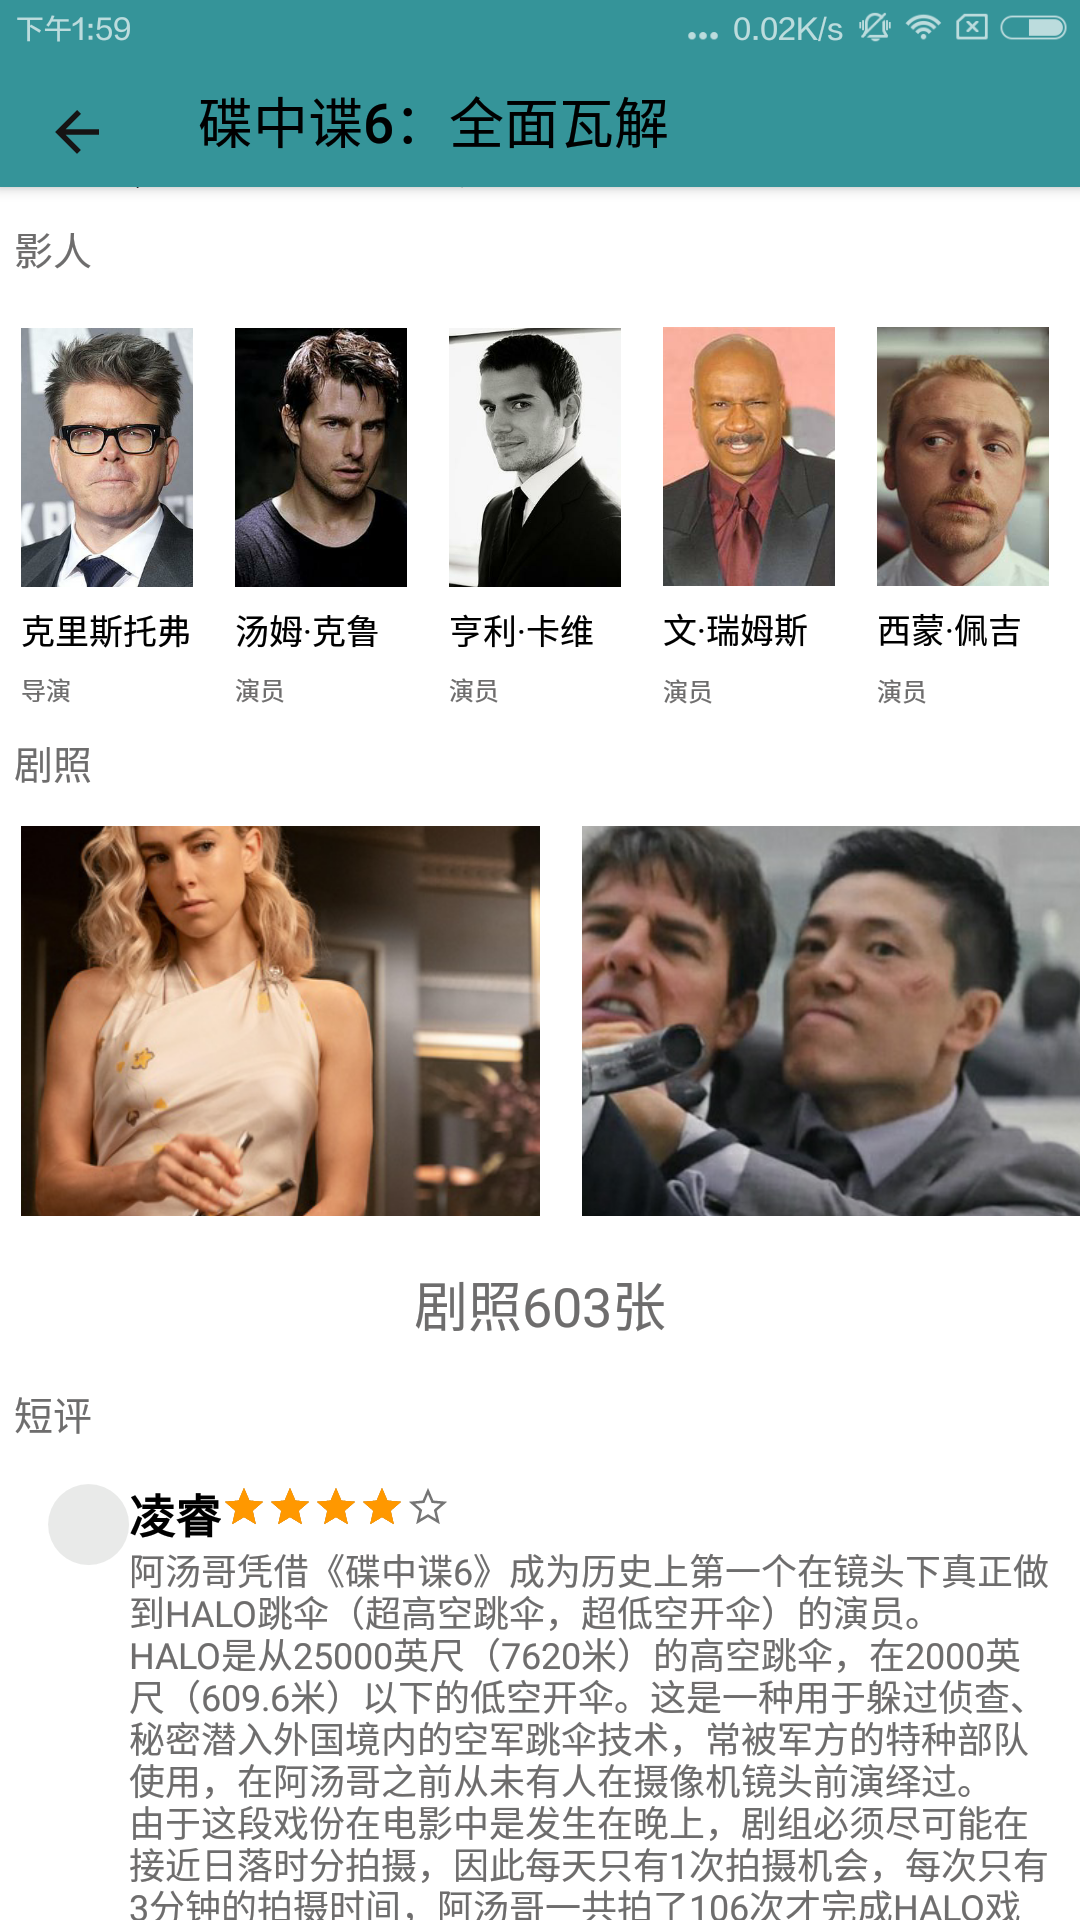 下午1:59
... 0.02K/s
碟中谍6：全面瓦解
影人
克里斯托弗
汤姆·克鲁
亨利·卡维
文·瑞姆斯
西蒙·佩吉
导演
演员
演员
演员
演员
剧照
剧照603张
短评
凌睿
阿汤哥凭借《碟中谍6》成为历史上第一个在镜头下真正做
到HALO跳伞（超高空跳伞，超低空开伞）的演员。
HALO是从25000英尺（7620米）的高空跳伞，在2000英
尺（609.6米）以下的低空开伞。这是一种用于躲过侦查、
秘密潜入外国境内的空军跳伞技术，常被军方的特种部队
使用，在阿汤哥之前从未有人在摄像机镜头前演绎过。
由于这段戏份在电影中是发生在晚上，剧组必须尽可能在
接近日落时分拍摄，因此每天只有1次拍摄机会，每次只有
3分钟的拍摄时间，阿汤哥一共拍了106次才完成HALO戏